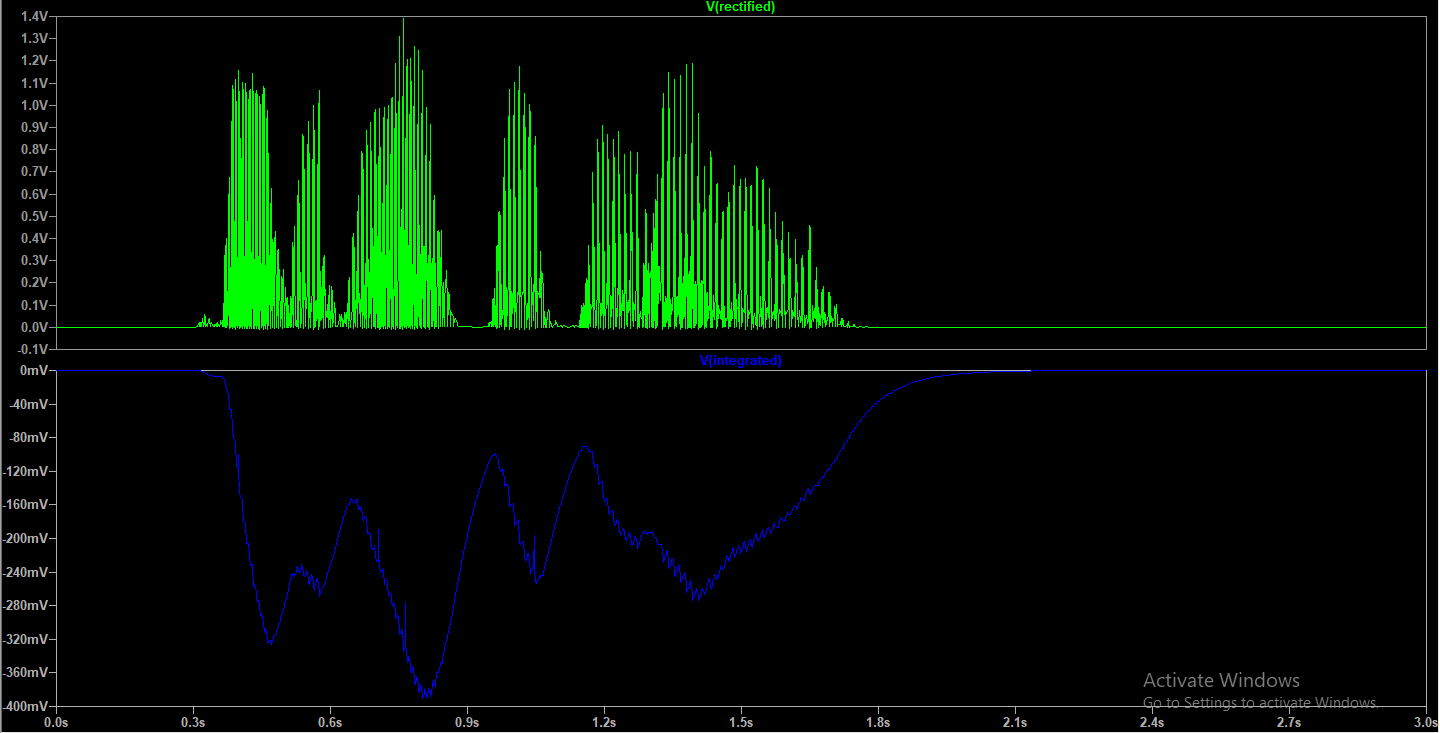 V(rectified)
1.4V
1.3V
1.2V
1.1V
1.0V
0.9V
0.8V
0.7V
0.6V
0.5V
0.4V
0.3V
0.2V
0.1V
0.0V
-0.1V
V(integrated)
0mV
-40mV
-80mV
-120mV
-160mV
-200mV
-240mV
-280mV
-320mV
-360mV
-400mV
0.0s 0.3s 0.6s 0.9s 1.2s 1.5s 1.8s 2.1s 2.4s 2.7s 3.0s
Activate Windows
Go to Settings to activate Windows.